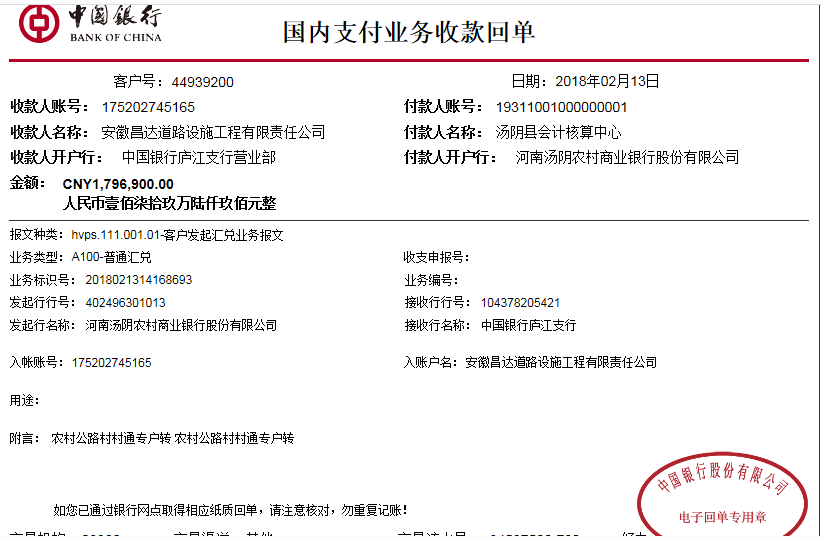 中国银行
BANK OF CHINA
国内支付业务收款回单
客户号：44939200 日期：2018年02月13日
收款人账号：175202745165 付款人账号：19311001000000001
收款人名称：安徽昌达道路设施工程有限责任公司 付款人名称：汤阴县会计核算中心
收款人开户行：中国银行庐江支行营业部 付款人开户行：河南汤阴农村商业银行股份有限公司
金额：CNY1,796,900.00
人民币壹佰柒拾玖万陆仟玖佰元整
报文种类：hvps.111.001.01-客户发起汇兑业务报文
业务类型：A100-普通汇兑 收支申报号：
业务标识号：2018021314168693 业务编号：
发起行行号：402496301013 接收行行号：104378205421
发起行名称：河南汤阴农村商业银行股份有限公司 接收行名称：中国银行庐江支行
入帐账号：175202745165 入账户名：安徽昌达道路设施工程有限责任公司
用途：
附言：农村公路村村通专户转 农村公路村村通专户转
中国银行股份有限公司
电子回单专用章
如您已通过银行网点取得相应纸质回单，请注意核对，勿重复记账！